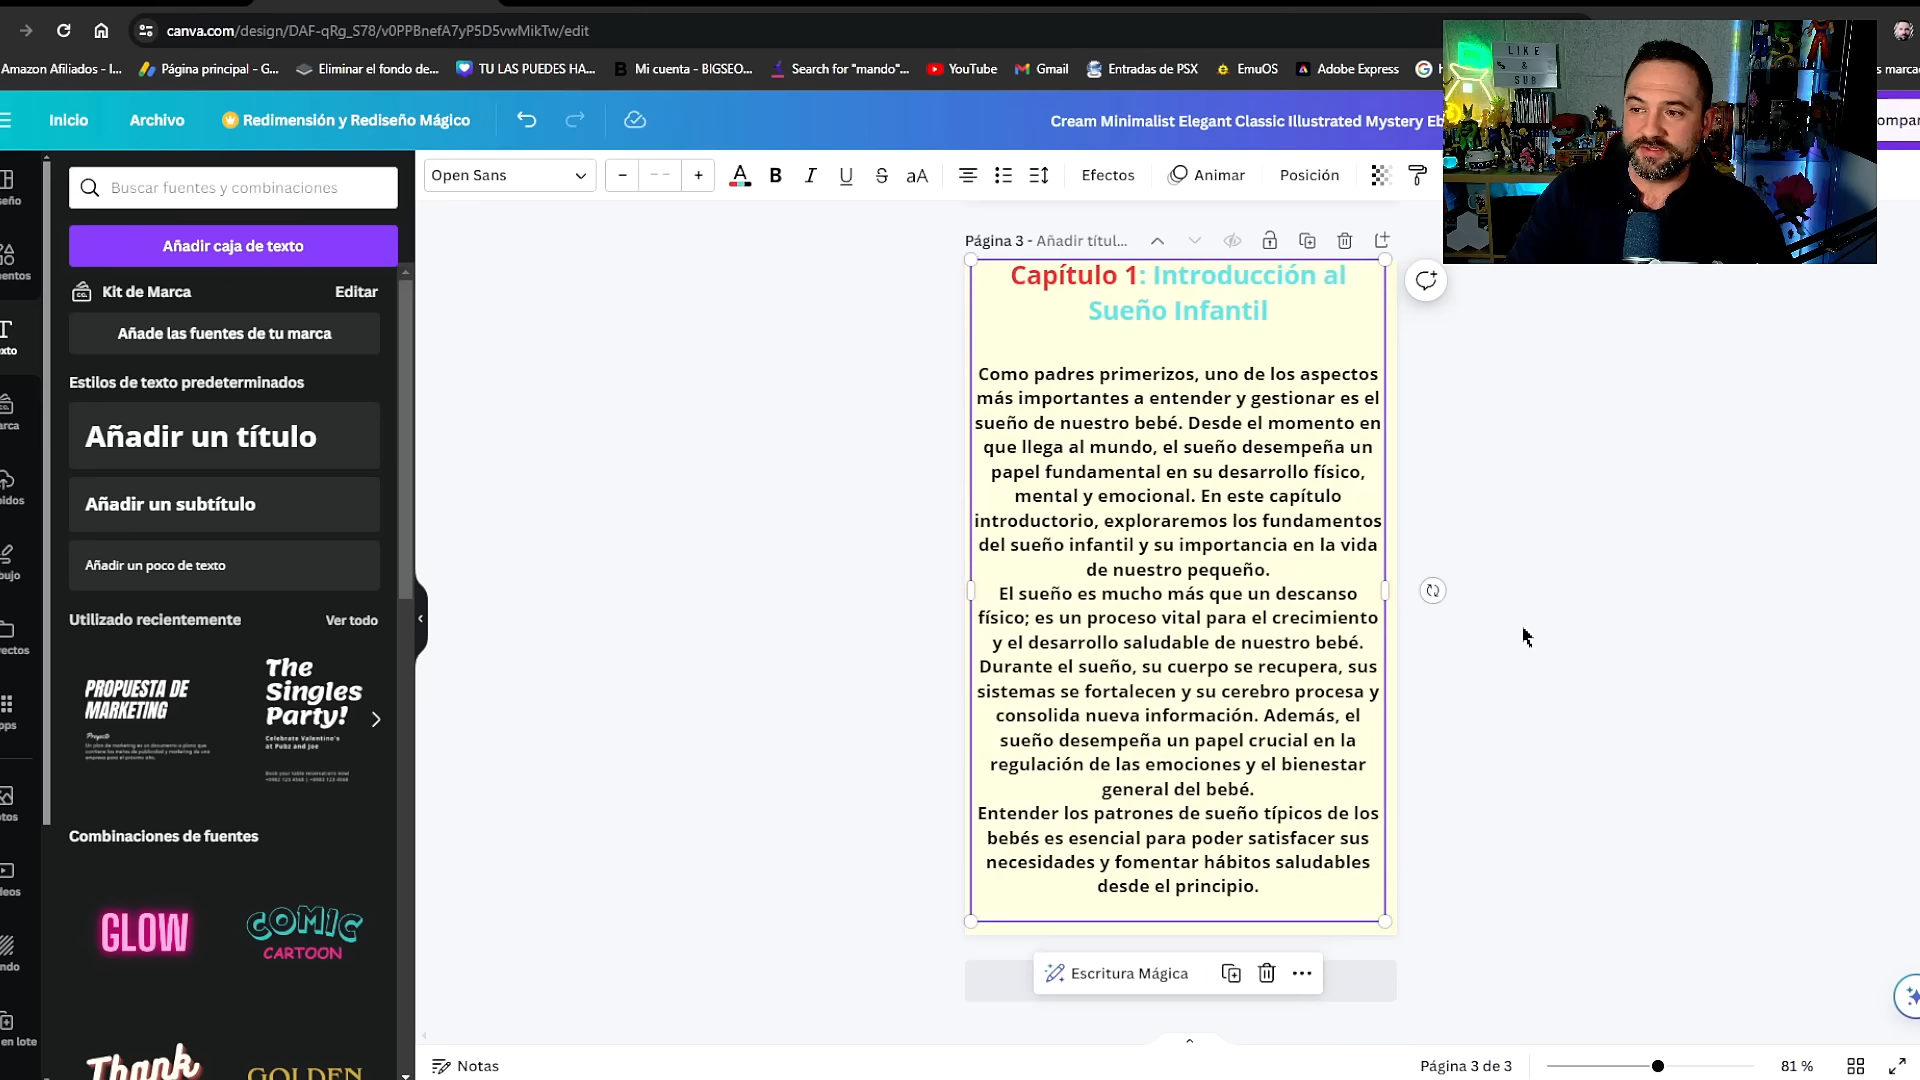 canva.com/design/DAF-qRg_S78/v0PPBnefA7yP5D5vwMikTw/edit
Amazon Afiliados - I...
Página principal - G...
Eliminar el fondo de...
TU LAS PUEDES HA...
Mi cuenta - BIGSEO...
Search for "mando"...
YouTube
Gmail
Entradas de PSX
EmuOS
Adobe Express
LIKE
&
SUB
Inicio
Archivo
Redimensión y Rediseño Mágico
Cream Minimalist Elegant Classic Illustrated Mystery Eb
Open Sans
Efectos
Animar
Posición
Buscar fuentes y combinaciones
Añadir caja de texto
Kit de Marca
Editar
Añade las fuentes de tu marca
Estilos de texto predeterminados
Añadir un título
Añadir un subtítulo
Añadir un poco de texto
Utilizado recientemente
Ver todo
PROPUESTA DE
MARKETING
Proyecto
The
Singles
Party!
Celebrate Valentine's
at Pubz and Joe
Combinaciones de fuentes
GLOW
COMIC
CARTOON
Thank
GOLDEN
Página 3 - Añadir títul...
Capítulo 1: Introducción al
Sueño Infantil
Como padres primerizos, uno de los aspectos
más importantes a entender y gestionar es el
sueño de nuestro bebé. Desde el momento en
que llega al mundo, el sueño desempeña un
papel fundamental en su desarrollo físico,
mental y emocional. En este capítulo
introductorio, exploraremos los fundamentos
del sueño infantil y su importancia en la vida
de nuestro pequeño.
El sueño es mucho más que un descanso
físico; es un proceso vital para el crecimiento
y el desarrollo saludable de nuestro bebé.
Durante el sueño, su cuerpo se recupera, sus
sistemas se fortalecen y su cerebro procesa y
consolida nueva información. Además, el
sueño desempeña un papel crucial en la
regulación de las emociones y el bienestar
general del bebé.
Entender los patrones de sueño típicos de los
bebés es esencial para poder satisfacer sus
necesidades y fomentar hábitos saludables
desde el principio.
Escritura Mágica
Notas
Página 3 de 3
81 %